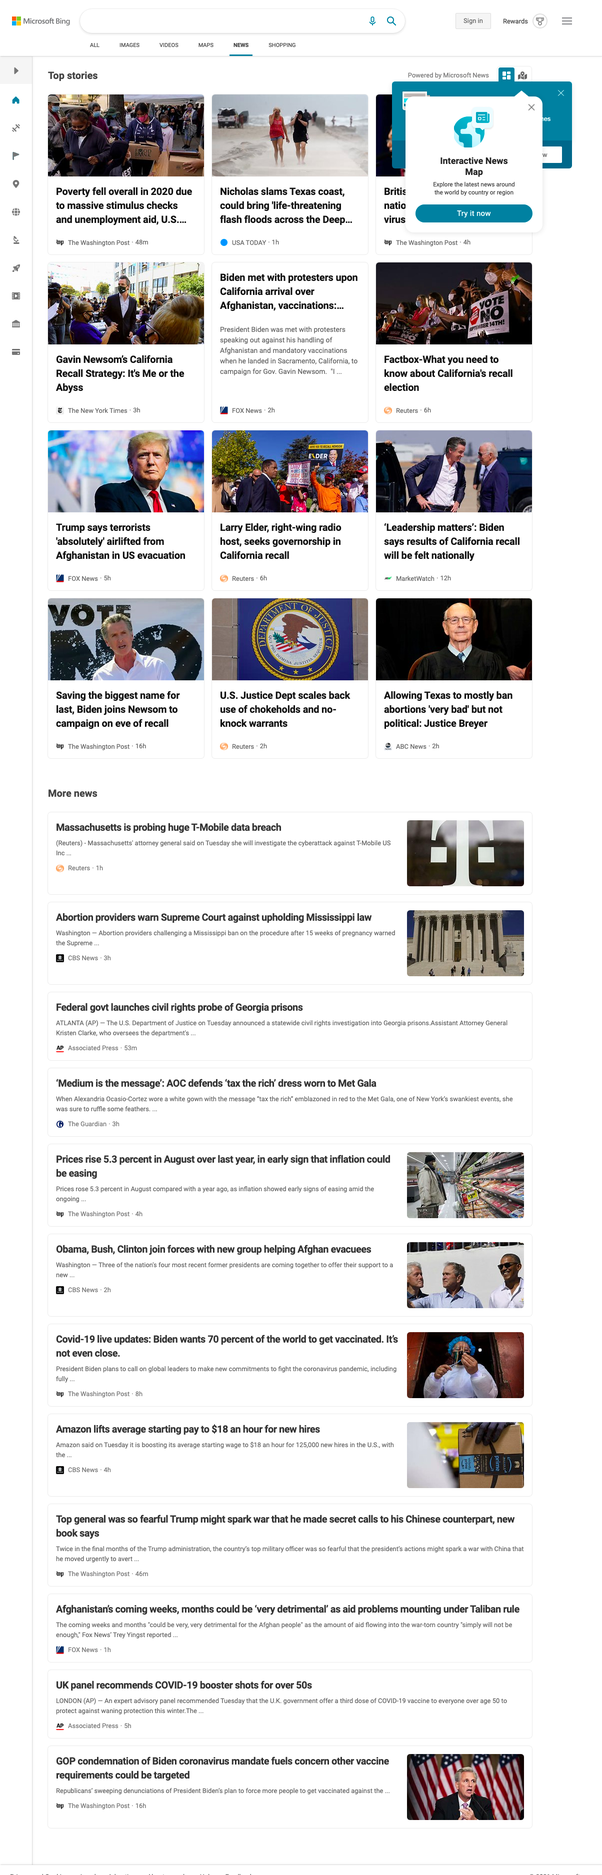 Microsoft Bing
Sign in
Rewards
ALL
IMAGES
VIDEOS
MAPS
NEWS
SHOPPING
Top stories
Powered by Microsoft News
Interactive News
Map
Explore the latest news around
the world by country or region
Try it now
Poverty fell overall in 2020 due
to massive stimulus checks
and unemployment aid, U.S....
The Washington Post · 48m
Nicholas slams Texas coast,
could bring 'life-threatening
flash floods across the Deep...
USA TODAY · 1h
Britis
natio
virus
The Washington Post · 4h
Gavin Newsom's California
Recall Strategy: It's Me or the
Abyss
The New York Times · 3h
Biden met with protesters upon
California arrival over
Afghanistan, vaccinations:...
President Biden was met with protesters
speaking out against his handling of
Afghanistan and mandatory vaccinations
when he landed in Sacramento, California, to
campaign for Gov. Gavin Newsom. "I ...
FOX News · 2h
VOTE
NO
Factbox-What you need to
know about California's recall
election
Reuters · 6h
Trump says terrorists
'absolutely' airlifted from
Afghanistan in US evacuation
FOX News · 5h
ELDER
Larry Elder, right-wing radio
host, seeks governorship in
California recall
Reuters · 6h
'Leadership matters': Biden
says results of California recall
will be felt nationally
MarketWatch · 12h
VOTE
NO
Saving the biggest name for
last, Biden joins Newsom to
campaign on eve of recall
The Washington Post · 16h
DEPARTMENT OF JUSTICE
U.S. Justice Dept scales back
use of chokeholds and no-
knock warrants
Reuters · 2h
Allowing Texas to mostly ban
abortions 'very bad' but not
political: Justice Breyer
ABC News · 2h
More news
Massachusetts is probing huge T-Mobile data breach
(Reuters) - Massachusetts' attorney general said on Tuesday she will investigate the cyberattack against T-Mobile US
Inc ...
Reuters · 1h
Abortion providers warn Supreme Court against upholding Mississippi law
Washington — Abortion providers challenging a Mississippi ban on the procedure after 15 weeks of pregnancy warned
the Supreme ...
CBS News · 3h
Federal govt launches civil rights probe of Georgia prisons
ATLANTA (AP) — The U.S. Department of Justice on Tuesday announced a statewide civil rights investigation into Georgia prisons.Assistant Attorney General
Kristen Clarke, who oversees the department's ...
AP Associated Press · 53m
'Medium is the message': AOC defends 'tax the rich' dress worn to Met Gala
When Alexandria Ocasio-Cortez wore a white gown with the message "tax the rich" emblazoned in red to the Met Gala, one of New York's swankiest events, she
was sure to ruffle some feathers. ...
The Guardian · 3h
Prices rise 5.3 percent in August over last year, in early sign that inflation could
be easing
Prices rose 5.3 percent in August compared with a year ago, as inflation showed early signs of easing amid the
ongoing ...
The Washington Post · 4h
Obama, Bush, Clinton join forces with new group helping Afghan evacuees
Washington — Three of the nation's four most recent former presidents are coming together to offer their support to a
new ...
CBS News · 2h
Covid-19 live updates: Biden wants 70 percent of the world to get vaccinated. It's
not even close.
President Biden plans to call on global leaders to make new commitments to fight the coronavirus pandemic, including
fully ...
The Washington Post · 8h
Amazon lifts average starting pay to $18 an hour for new hires
Amazon said on Tuesday it is boosting its average starting wage to $18 an hour for 125,000 new hires in the U.S., with
the ...
CBS News · 4h
Top general was so fearful Trump might spark war that he made secret calls to his Chinese counterpart, new
book says
Twice in the final months of the Trump administration, the country's top military officer was so fearful that the president's actions might spark a war with China that
he moved urgently to avert ...
The Washington Post · 46m
Afghanistan's coming weeks, months could be 'very detrimental' as aid problems mounting under Taliban rule
The coming weeks and months "could be very, very detrimental for the Afghan people" as the amount of aid flowing into the war-torn country "simply will not be
enough," Fox News' Trey Yingst reported ...
FOX News · 1h
UK panel recommends COVID-19 booster shots for over 50s
LONDON (AP) — An expert advisory panel recommended Tuesday that the U.K. government offer a third dose of COVID-19 vaccine to everyone over age 50 to
protect against waning protection this winter.The ...
AP Associated Press · 5h
GOP condemnation of Biden coronavirus mandate fuels concern other vaccine
requirements could be targeted
Republicans' sweeping denunciations of President Biden's plan to force more people to get vaccinated against the ...
The Washington Post · 16h